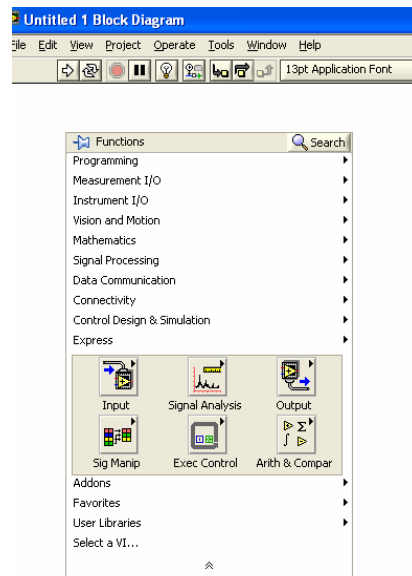 Untitled 1 Block Diagram
File Edit View Project Operate Tools Window Help
13pt Application Font
Functions Search
Programming
Measurement I/O
Instrument I/O
Vision and Motion
Mathematics
Signal Processing
Data Communication
Connectivity
Control Design & Simulation
Express
Input Signal Analysis Output
Sig Manip Exec Control Arith & Compar
Addons
Favorites
User Libraries
Select a VI...